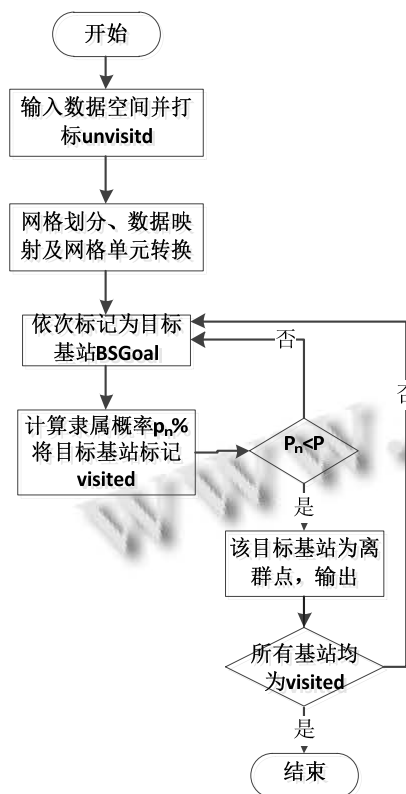 开始
输入数据空间并打
标unvisitd
网格划分、数据映
射及网格单元转换
依次标记为目标
基站BSGoal
否
否
计算隶属概率pn%
将目标基站标记
visited
Pn<P
是
该目标基站为离
群点，输出
所有基站均
为visited
是
结束
www.